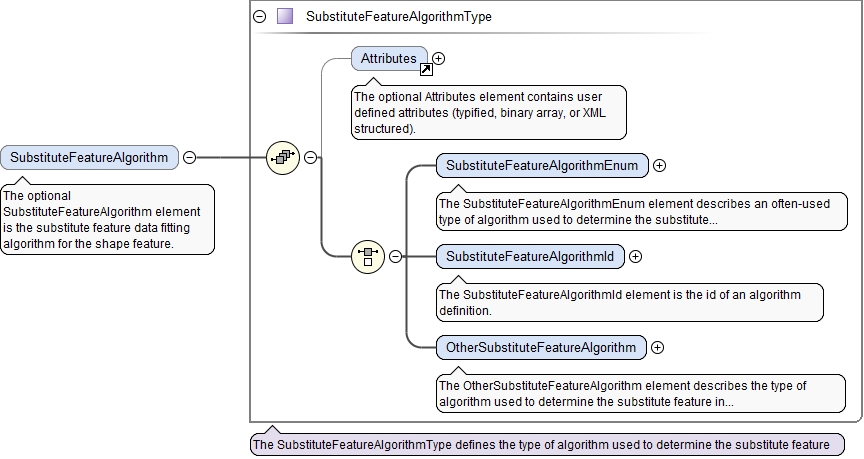 SubstituteFeatureAlgorithmType
Attributes
The optional Attributes element contains user
defined attributes (typified, binary array, or XML
structured).
SubstituteFeatureAlgorithm
The optional
SubstituteFeatureAlgorithm element
is the substitute feature data fitting
algorithm for the shape feature.
SubstituteFeatureAlgorithmEnum
The SubstituteFeatureAlgorithmEnum element describes an often-used
type of algorithm used to determine the substitute...
SubstituteFeatureAlgorithmId
The SubstituteFeatureAlgorithmId element is the id of an algorithm
definition.
OtherSubstituteFeatureAlgorithm
The OtherSubstituteFeatureAlgorithm element describes the type of
algorithm used to determine the substitute feature in...
The SubstituteFeatureAlgorithmType defines the type of algorithm used to determine the substitute feature